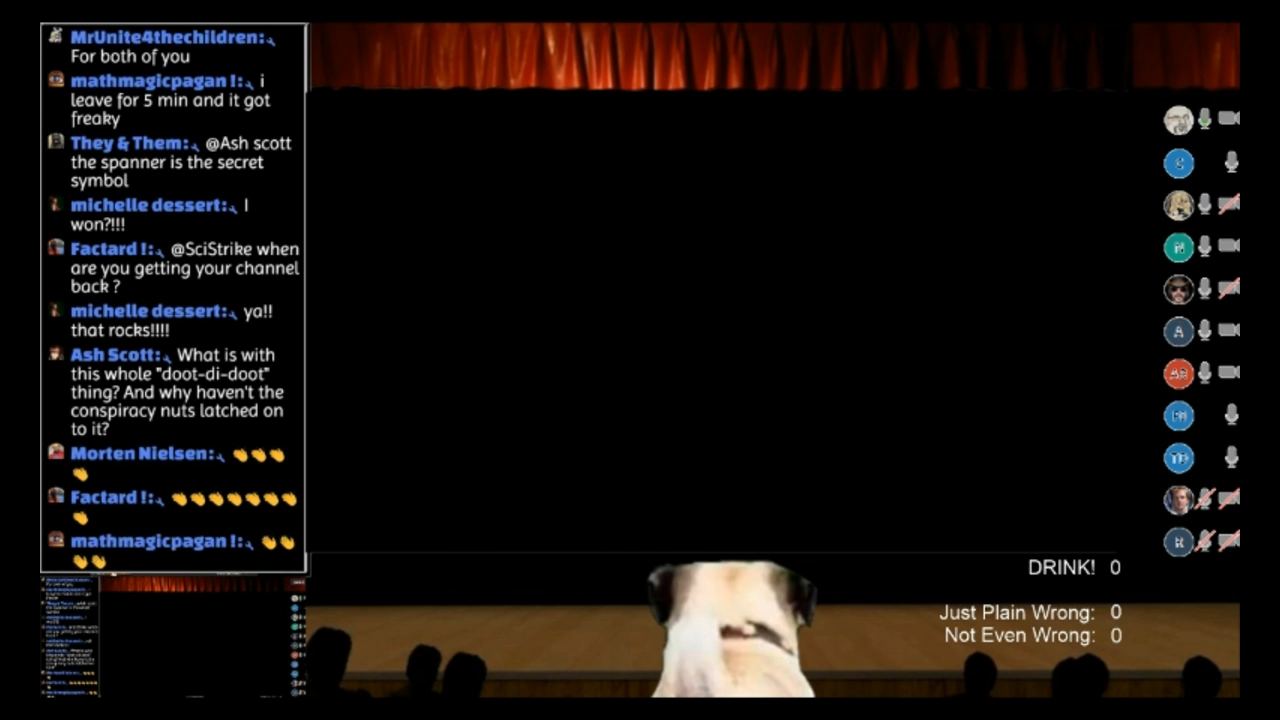 MrUnite4thechildren:
For both of you
mathmagicpagan !: i
leave for 5 min and it got
freaky
They & Them: @Ash scott
the spanner is the secret
symbol
michelle dessert: I
won?!!!
Factard !: @SciStrike when
are you getting your channel
back ?
michelle dessert: ya!!
that rocks!!!!
Ash Scott: What is with
this whole "doot-di-doot"
thing? And why haven't the
conspiracy nuts latched on
to it?
Morten Nielsen: 👏👏👏
👏
Factard !: 👏👏👏👏👏👏👏
👏
mathmagicpagan !: 👏👏
👏👏
S
N
A
DRINK! 0
Just Plain Wrong: 0
Not Even Wrong: 0